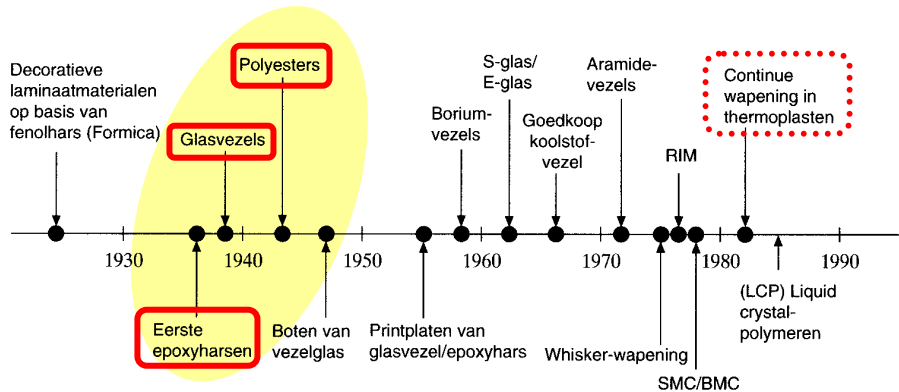 Decoratieve
laminaatmaterialen
op basis van
fenolhars (Formica)
Glasvezels
Polyesters
Borium-
vezels
S-glas/
E-glas
Goedkoop
koolstof-
vezel
Aramide-
vezels
RIM
Continue
wapening in
thermoplasten
1930
1940
1950
1960
1970
1980
1990
Eerste
epoxyharsen
Boten van
vezelglas
Printplaten van
glasvezel/epoxyhars
Whisker-wapening
SMC/BMC
(LCP) Liquid
crystal-
polymeren